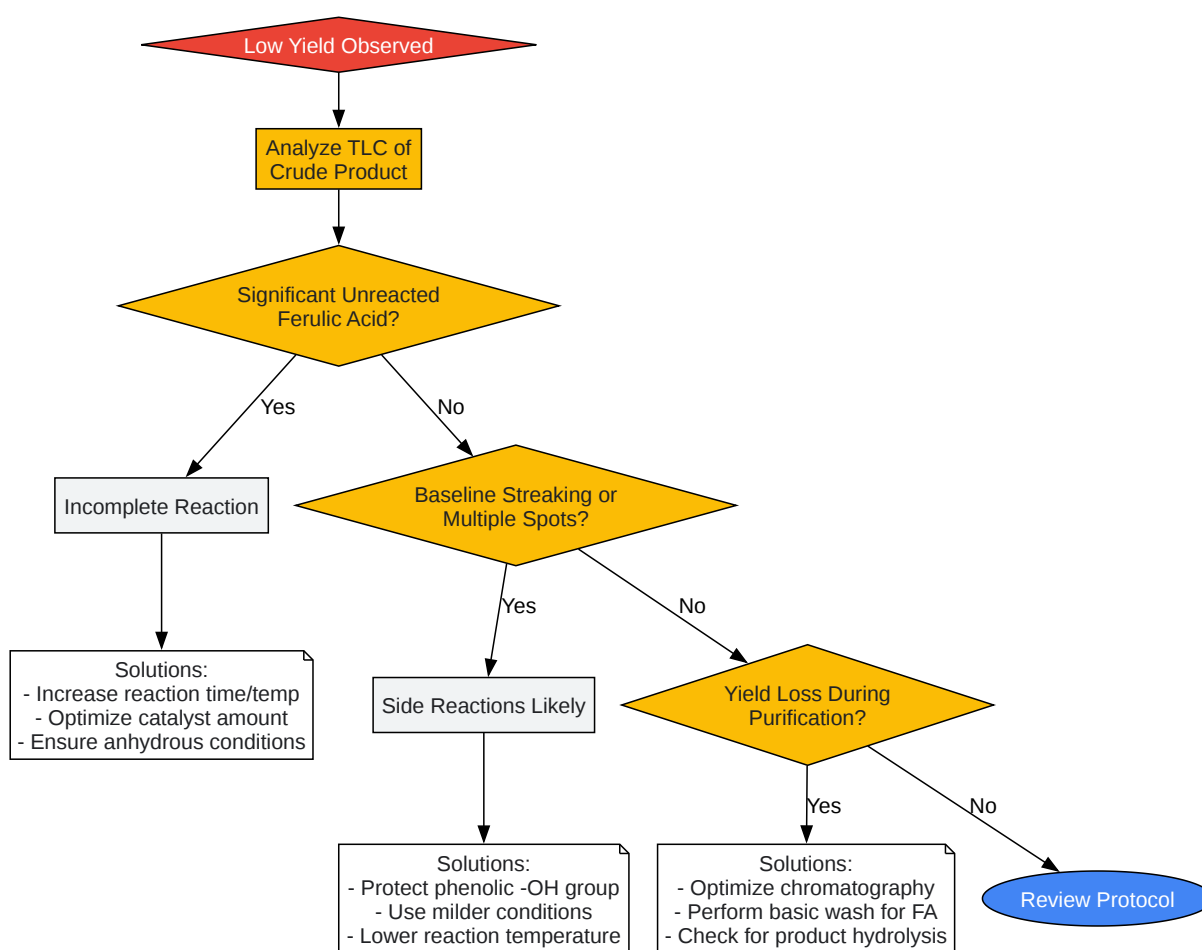 Low Yield Observed
Analyze TLC of
Crude Product
Significant Unreacted
Ferulic Acid?
Yes
No
Incomplete Reaction
Baseline Streaking or
Multiple Spots?
Yes
No
Solutions:
- Increase reaction time/temp
- Optimize catalyst amount
- Ensure anhydrous conditions
Side Reactions Likely
Yield Loss During
Purification?
Yes
No
Solutions:
- Protect phenolic -OH group
- Use milder conditions
- Lower reaction temperature
Solutions:
- Optimize chromatography
- Perform basic wash for FA
- Check for product hydrolysis
Review Protocol